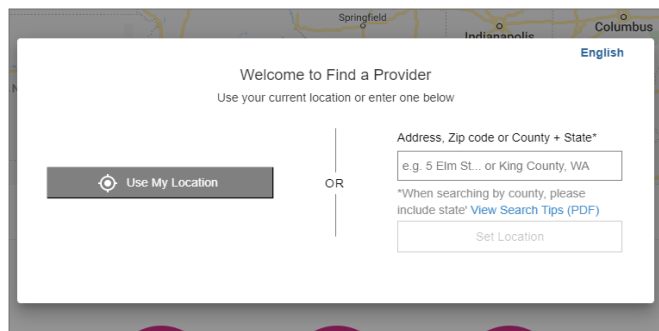 Springfield
Indianapolis
Columbus
English
Welcome to Find a Provider
Use your current location or enter one below
Address, Zip code or County + State*
Use My Location
OR
e.g. 5 Elm St... or King County, WA
*When searching by county, please
include state' View Search Tips (PDF)
Set Location